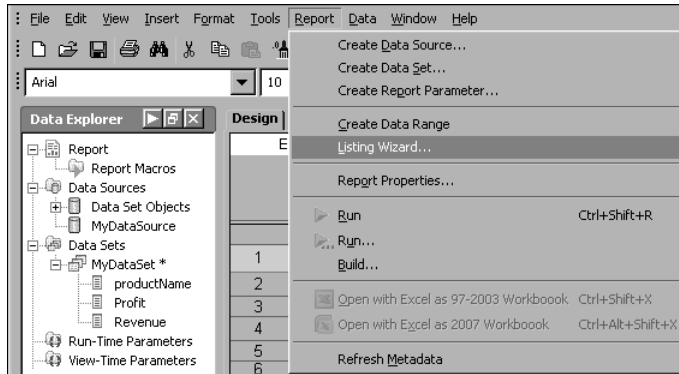 File Edit View Insert Format Tools Report Data Window Help
Arial 10
Data Explorer
Report
Report Macros
Data Sources
Data Set Objects
MyDataSource
Data Sets
MyDataSet *
productName
Profit
Revenue
Run-Time Parameters
View-Time Parameters
Design
E
1
2
3
4
5
6
Create Data Source...
Create Data Set...
Create Report Parameter...
Create Data Range
Listing Wizard...
Report Properties...
Run Ctrl+Shift+R
Run...
Build...
Open with Excel as 97-2003 Workboook Ctrl+Shift+X
Open with Excel as 2007 Workboook Ctrl+Alt+Shift+X
Refresh Metadata